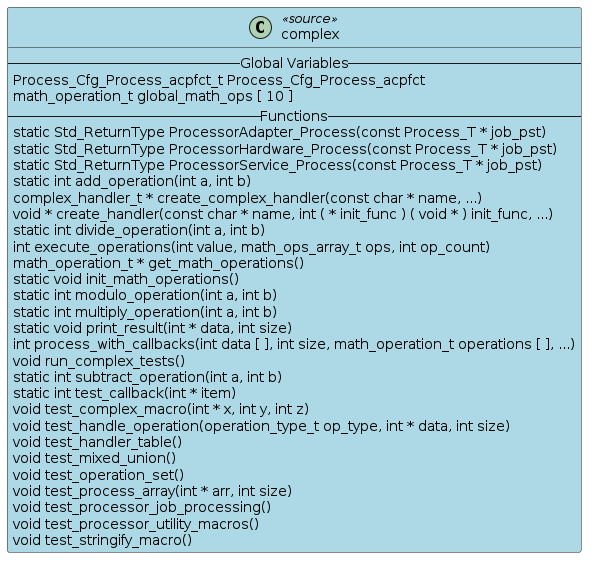 C
«source»
complex
Global Variables
Process_Cfg_Process_acpfct_t Process_Cfg_Process_acpfct
math_operation_t global_math_ops [ 10 ]
Functions
static Std_ReturnType ProcessorAdapter_Process(const Process_T * job_pst)
static Std_ReturnType ProcessorHardware_Process(const Process_T * job_pst)
static Std_ReturnType ProcessorService_Process(const Process_T * job_pst)
static int add_operation(int a, int b)
complex_handler_t * create_complex_handler(const char * name, ...)
void * create_handler(const char * name, int ( * init_func ) ( void * ) init_func, ...)
static int divide_operation(int a, int b)
int execute_operations(int value, math_ops_array_t ops, int op_count)
math_operation_t * get_math_operations()
static void init_math_operations()
static int modulo_operation(int a, int b)
static int multiply_operation(int a, int b)
static void print_result(int * data, int size)
int process_with_callbacks(int data [ ], int size, math_operation_t operations [ ], ...)
void run_complex_tests()
static int subtract_operation(int a, int b)
static int test_callback(int * item)
void test_complex_macro(int * x, int y, int z)
void test_handle_operation(operation_type_t op_type, int * data, int size)
void test_handler_table()
void test_mixed_union()
void test_operation_set()
void test_process_array(int * arr, int size)
void test_processor_job_processing()
void test_processor_utility_macros()
void test_stringify_macro()